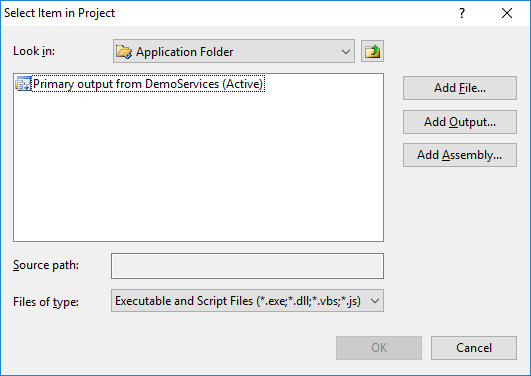 Select Item in Project
?
Look in:
Application Folder
Primary output from DemoServices (Active)
Add File...
Add Output...
Add Assembly...
Source path:
Files of type:
Executable and Script Files (*.exe;*.dll;*.vbs;*.js)
OK
Cancel